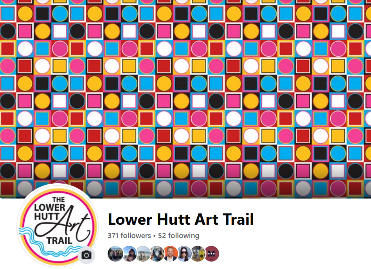 THE
LOWER
HUTT
Art
TRAIL
Lower Hutt Art Trail
371 followers • 52 following